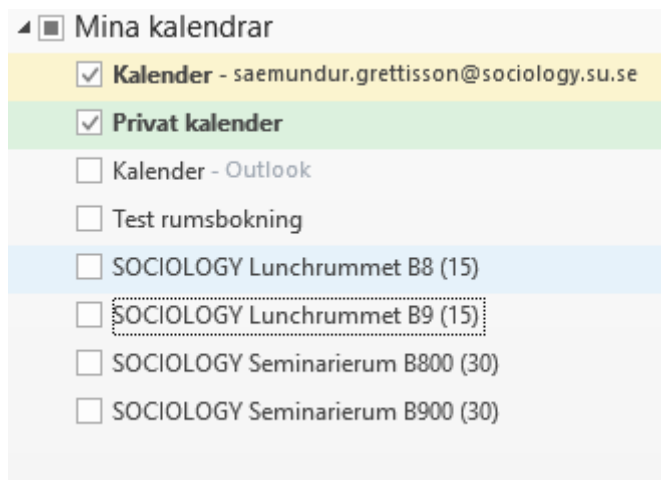 Mina kalendrar
Kalender - saemundur.grettisson@sociology.su.se
Privat kalender
Kalender - Outlook
Test rumsbokning
SOCIOLOGY Lunchrummet B8 (15)
SOCIOLOGY Lunchrummet B9 (15)
SOCIOLOGY Seminarierum B800 (30)
SOCIOLOGY Seminarierum B900 (30)